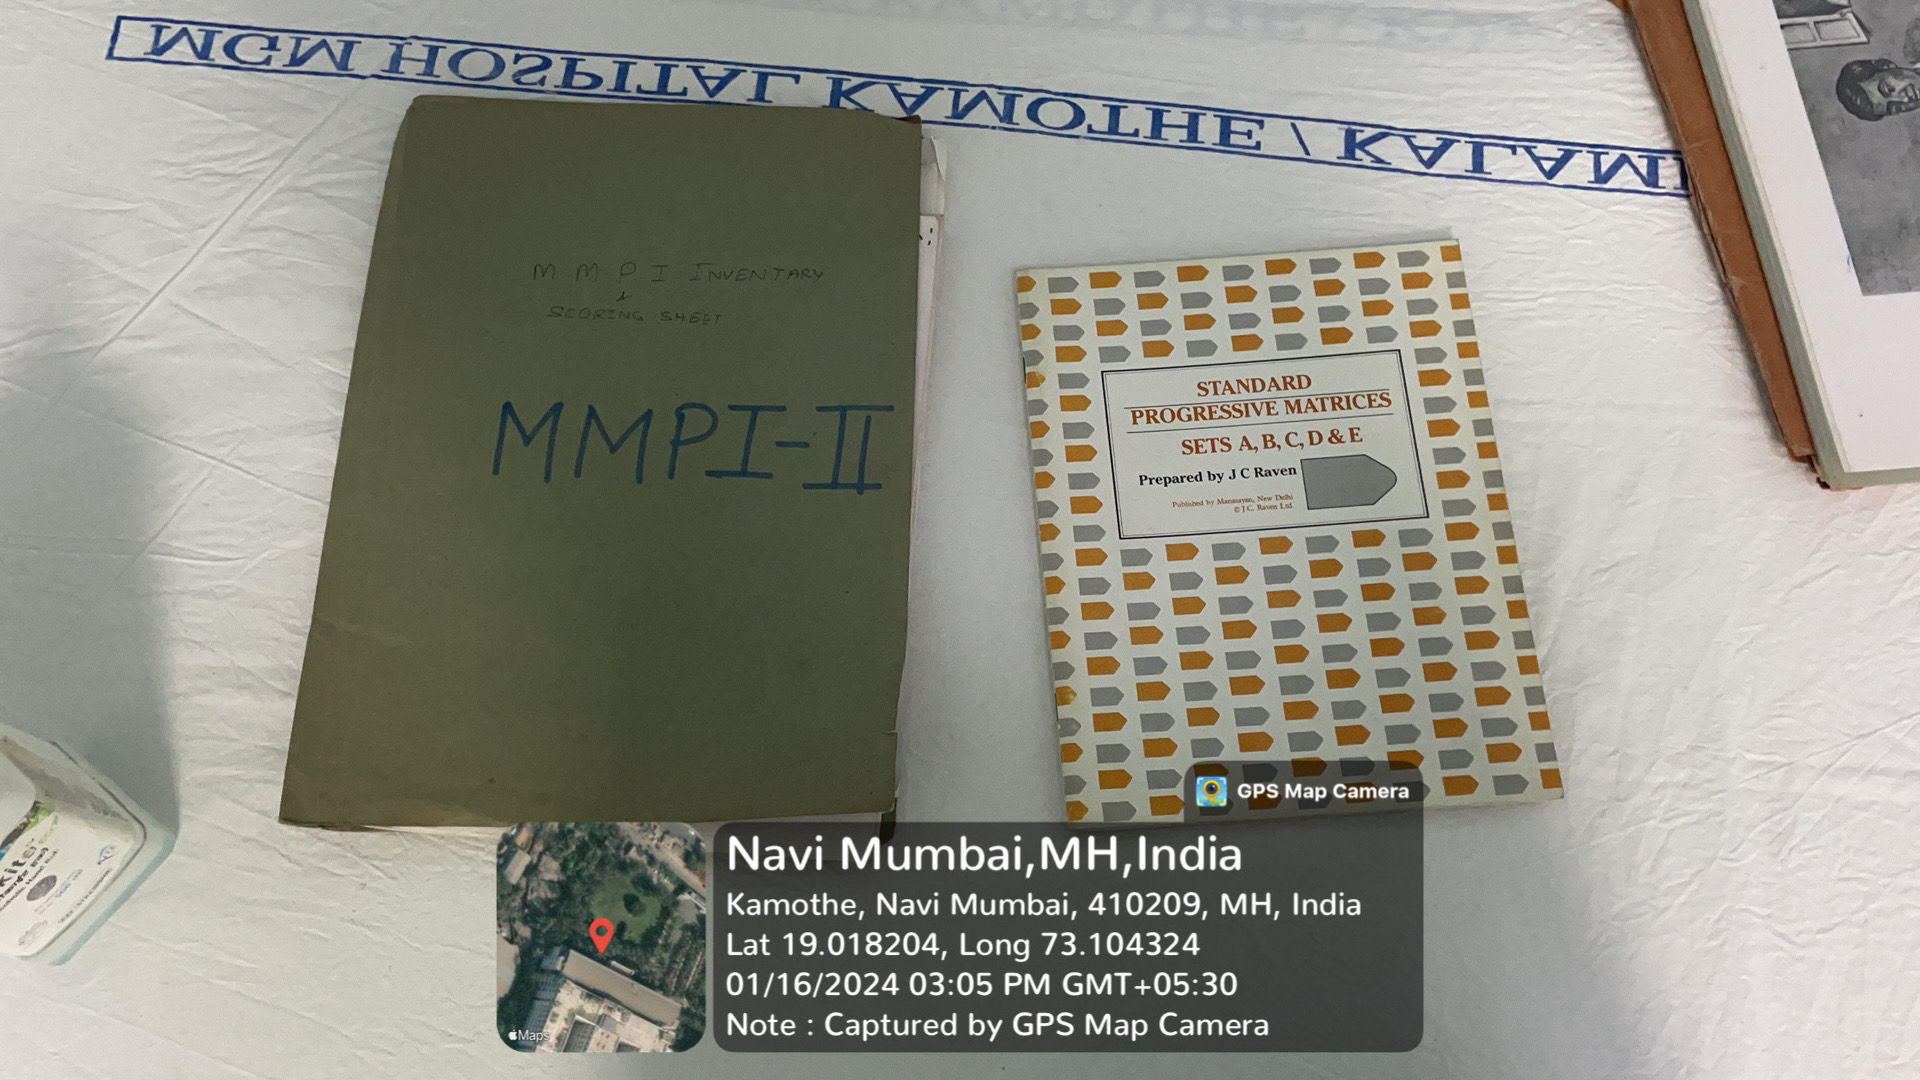 MGM HOSPITAL KAMOTHE / KALAM
M M P I INVENTARY
&
SCORING SHEET
MMPI-II
STANDARD
PROGRESSIVE MATRICES
SETS A, B, C, D & E
Prepared by J C Raven
Published by Manasayan, New Delhi
© J.C. Raven Ltd.
GPS Map Camera
Navi Mumbai,MH,India
Kamothe, Navi Mumbai, 410209, MH, India
Lat 19.018204, Long 73.104324
01/16/2024 03:05 PM GMT+05:30
Note : Captured by GPS Map Camera
Maps